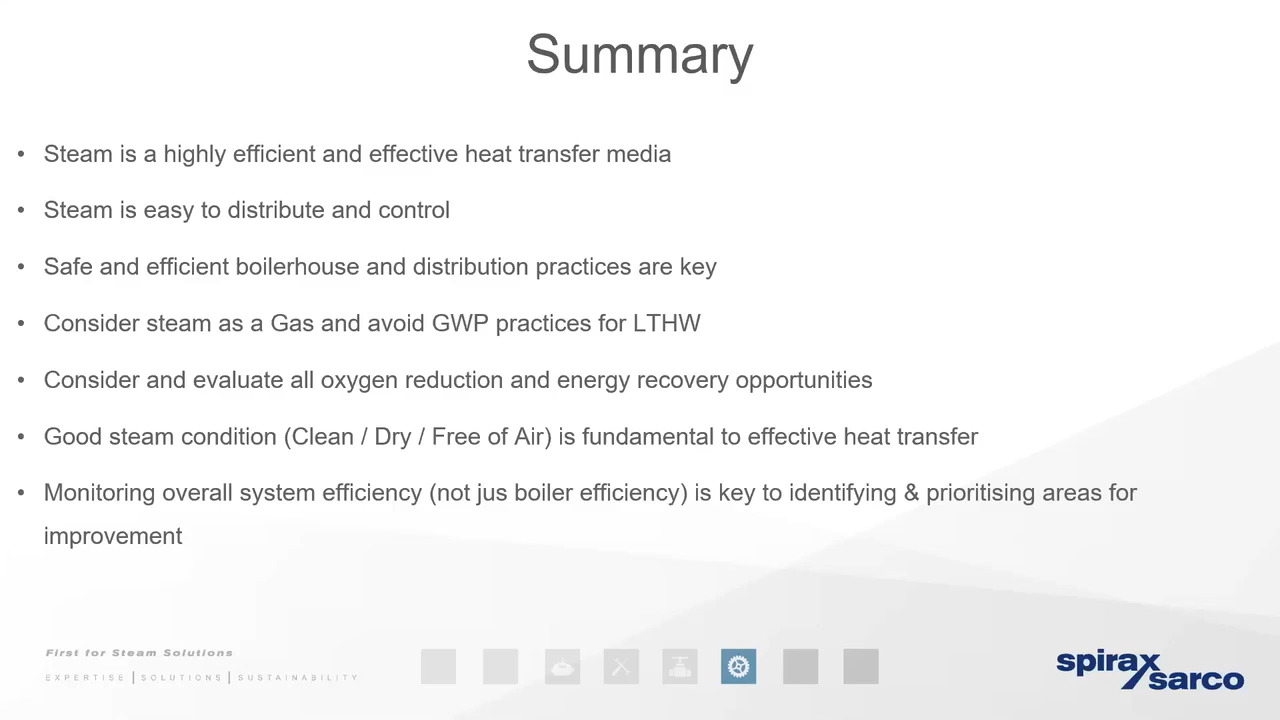 Summary
• Steam is a highly efficient and effective heat transfer media
• Steam is easy to distribute and control
• Safe and efficient boilerhouse and distribution practices are key
• Consider steam as a Gas and avoid GWP practices for LTHW
• Consider and evaluate all oxygen reduction and energy recovery opportunities
• Good steam condition (Clean / Dry / Free of Air) is fundamental to effective heat transfer
• Monitoring overall system efficiency (not jus boiler efficiency) is key to identifying & prioritising areas for
improvement
First for Steam Solutions
EXPERTISE | SOLUTIONS | SUSTAINABILITY
spirax
sarco